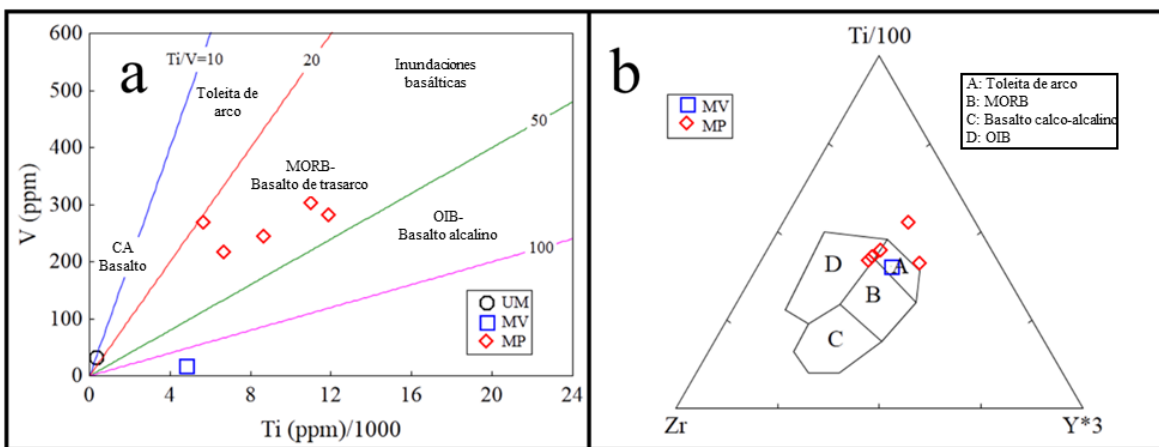 a
600
500
400
300
200
100
0
V (ppm)
0
4
8
12
16
20
24
Ti (ppm)/1000
Ti/V=10
20
50
100
Toleita de
arco
Inundaciones
basálticas
MORB-
Basalto de trasarco
OIB-
Basalto alcalino
CA
Basalto
UM
MV
MP
b
Ti/100
MV
MP
A: Toleita de arco
B: MORB
C: Basalto calco-alcalino
D: OIB
D
A
B
C
Zr
Y*3